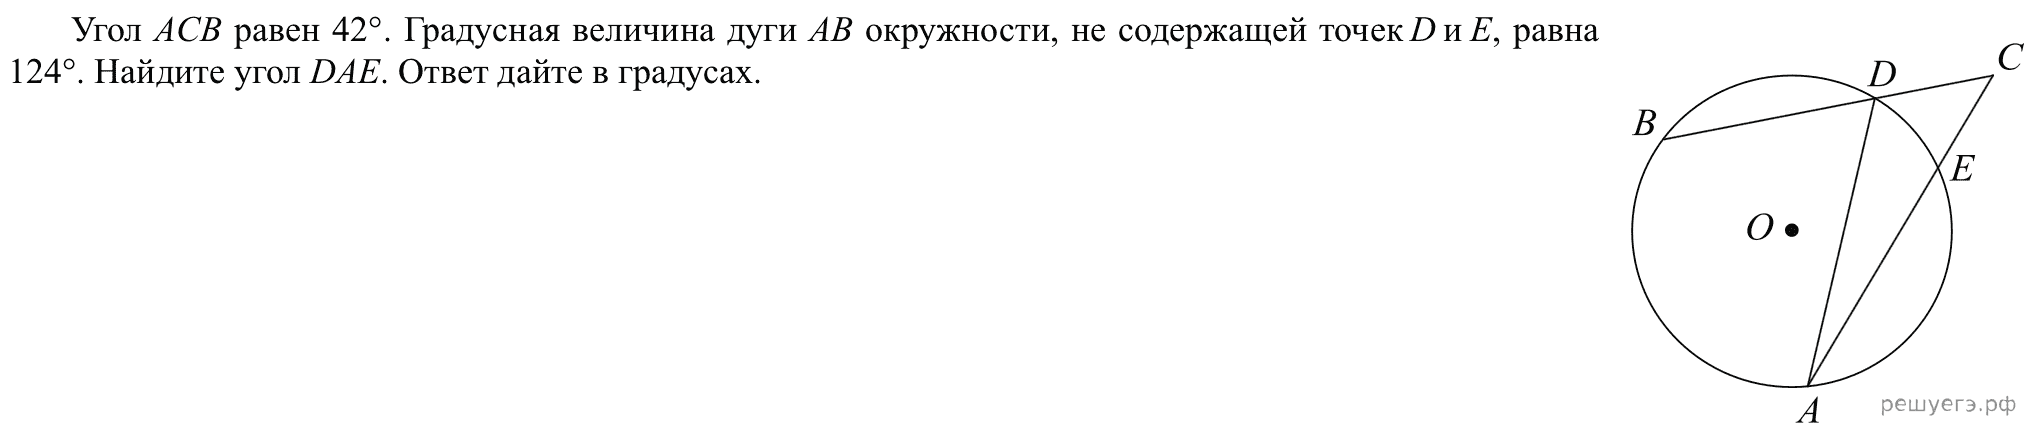 Угол ACB равен 42°. Градусная величина дуги AB окружности, не содержащей точек D и E, равна
124°. Найдите угол DAE. Ответ дайте в градусах.
C
D
B
E
O
A
решуегэ.рф